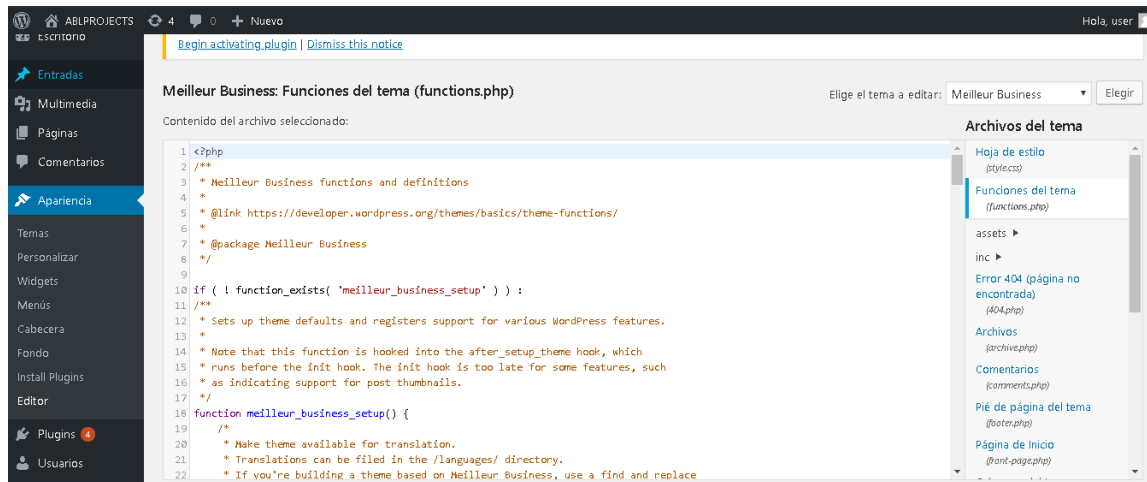 ABLPROJECTS 4 0 + Nuevo Hola, user
Escritorio
Entradas
Multimedia
Páginas
Comentarios
Apariencia
Temas
Personalizar
Widgets
Menús
Cabecera
Fondo
Install Plugins
Editor
Plugins 4
Usuarios
Begin activating plugin | Dismiss this notice
Meilleur Business: Funciones del tema (functions.php)
Elige el tema a editar: Meilleur Business Elegir
Contenido del archivo seleccionado:
1 <?php
2 /**
3 * Meilleur Business functions and definitions
4 *
5 * @link https://developer.wordpress.org/themes/basics/theme-functions/
6 *
7 * @package Meilleur Business
8 */
9
10 if ( ! function_exists( 'meilleur_business_setup' ) ) :
11 /**
12 * Sets up theme defaults and registers support for various WordPress features.
13 *
14 * Note that this function is hooked into the after_setup_theme hook, which
15 * runs before the init hook. The init hook is too late for some features, such
16 * as indicating support for post thumbnails.
17 */
18 function meilleur_business_setup() {
19 /*
20 * Make theme available for translation.
21 * Translations can be filed in the /languages/ directory.
22 * If you're building a theme based on Meilleur Business, use a find and replace
Archivos del tema
Hoja de estilo
(style.css)
Funciones del tema
(functions.php)
assets ▶
inc ▶
Error 404 (página no
encontrada)
(404.php)
Archivos
(archive.php)
Comentarios
(comments.php)
Pié de página del tema
(footer.php)
Página de Inicio
(front-page.php)